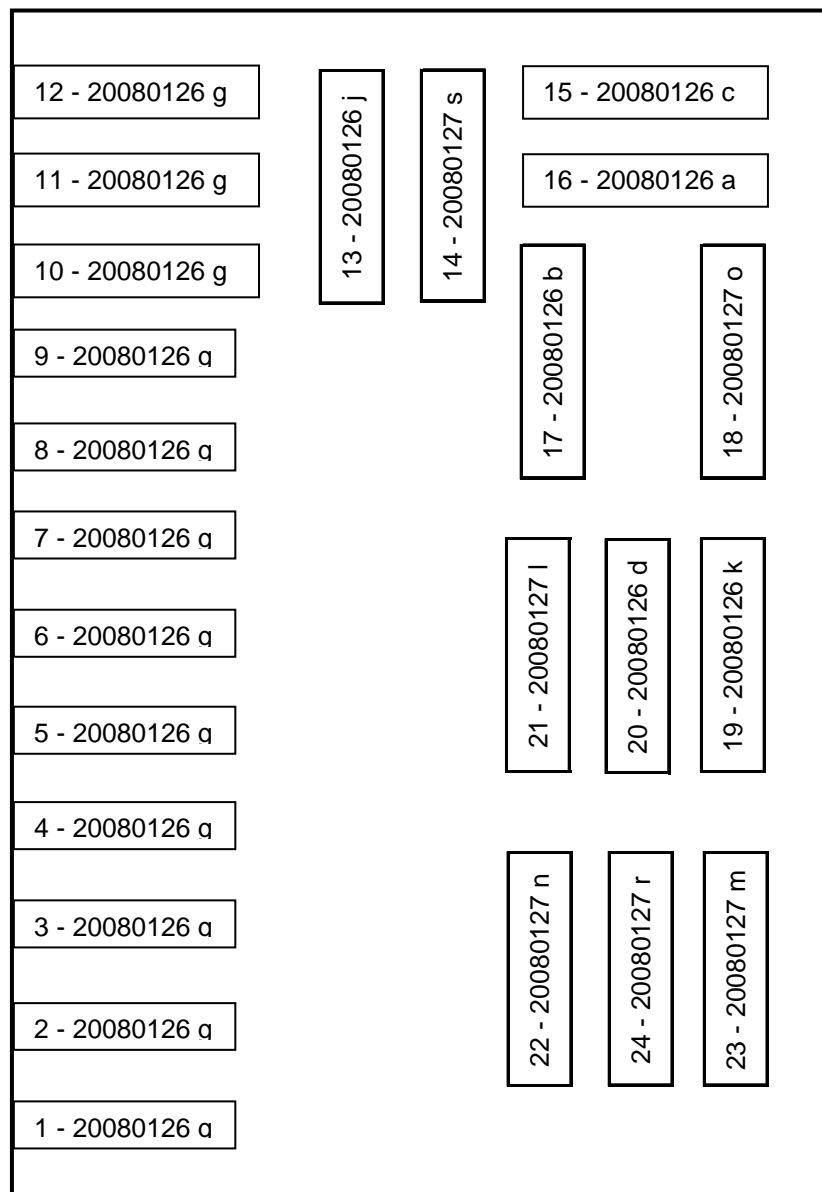 12 - 20080126 g
11 - 20080126 g
10 - 20080126 g
9 - 20080126 g
8 - 20080126 g
7 - 20080126 g
6 - 20080126 g
5 - 20080126 g
4 - 20080126 g
3 - 20080126 g
2 - 20080126 g
1 - 20080126 g
13 - 20080126 j
14 - 20080127 s
15 - 20080126 c
16 - 20080126 a
17 - 20080126 b
18 - 20080127 o
21 - 20080127 l
20 - 20080126 d
19 - 20080126 k
22 - 20080127 n
24 - 20080127 r
23 - 20080127 m